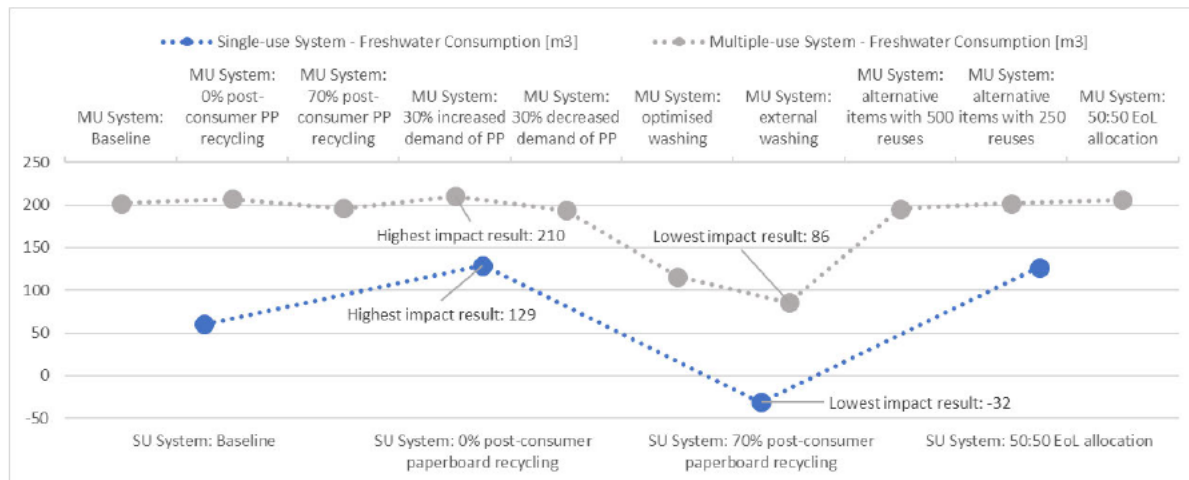 Single-use System - Freshwater Consumption [m3]
Multiple-use System - Freshwater Consumption [m3]
MU System:
Baseline
MU System:
0% post-
consumer PP
recycling
MU System:
70% post-
consumer PP
recycling
MU System:
30% increased
demand of PP
MU System:
30% decreased
demand of PP
MU System:
optimised
washing
MU System:
external
washing
MU System:
alternative
items with 500
reuses
MU System:
alternative
items with 250
reuses
MU System:
50:50 EoL
allocation
250
200
150
100
50
0
-50
Highest impact result: 210
Lowest impact result: 86
Highest impact result: 129
Lowest impact result: -32
SU System: Baseline
SU System: 0% post-consumer
paperboard recycling
SU System: 70% post-consumer
paperboard recycling
SU System: 50:50 EoL allocation